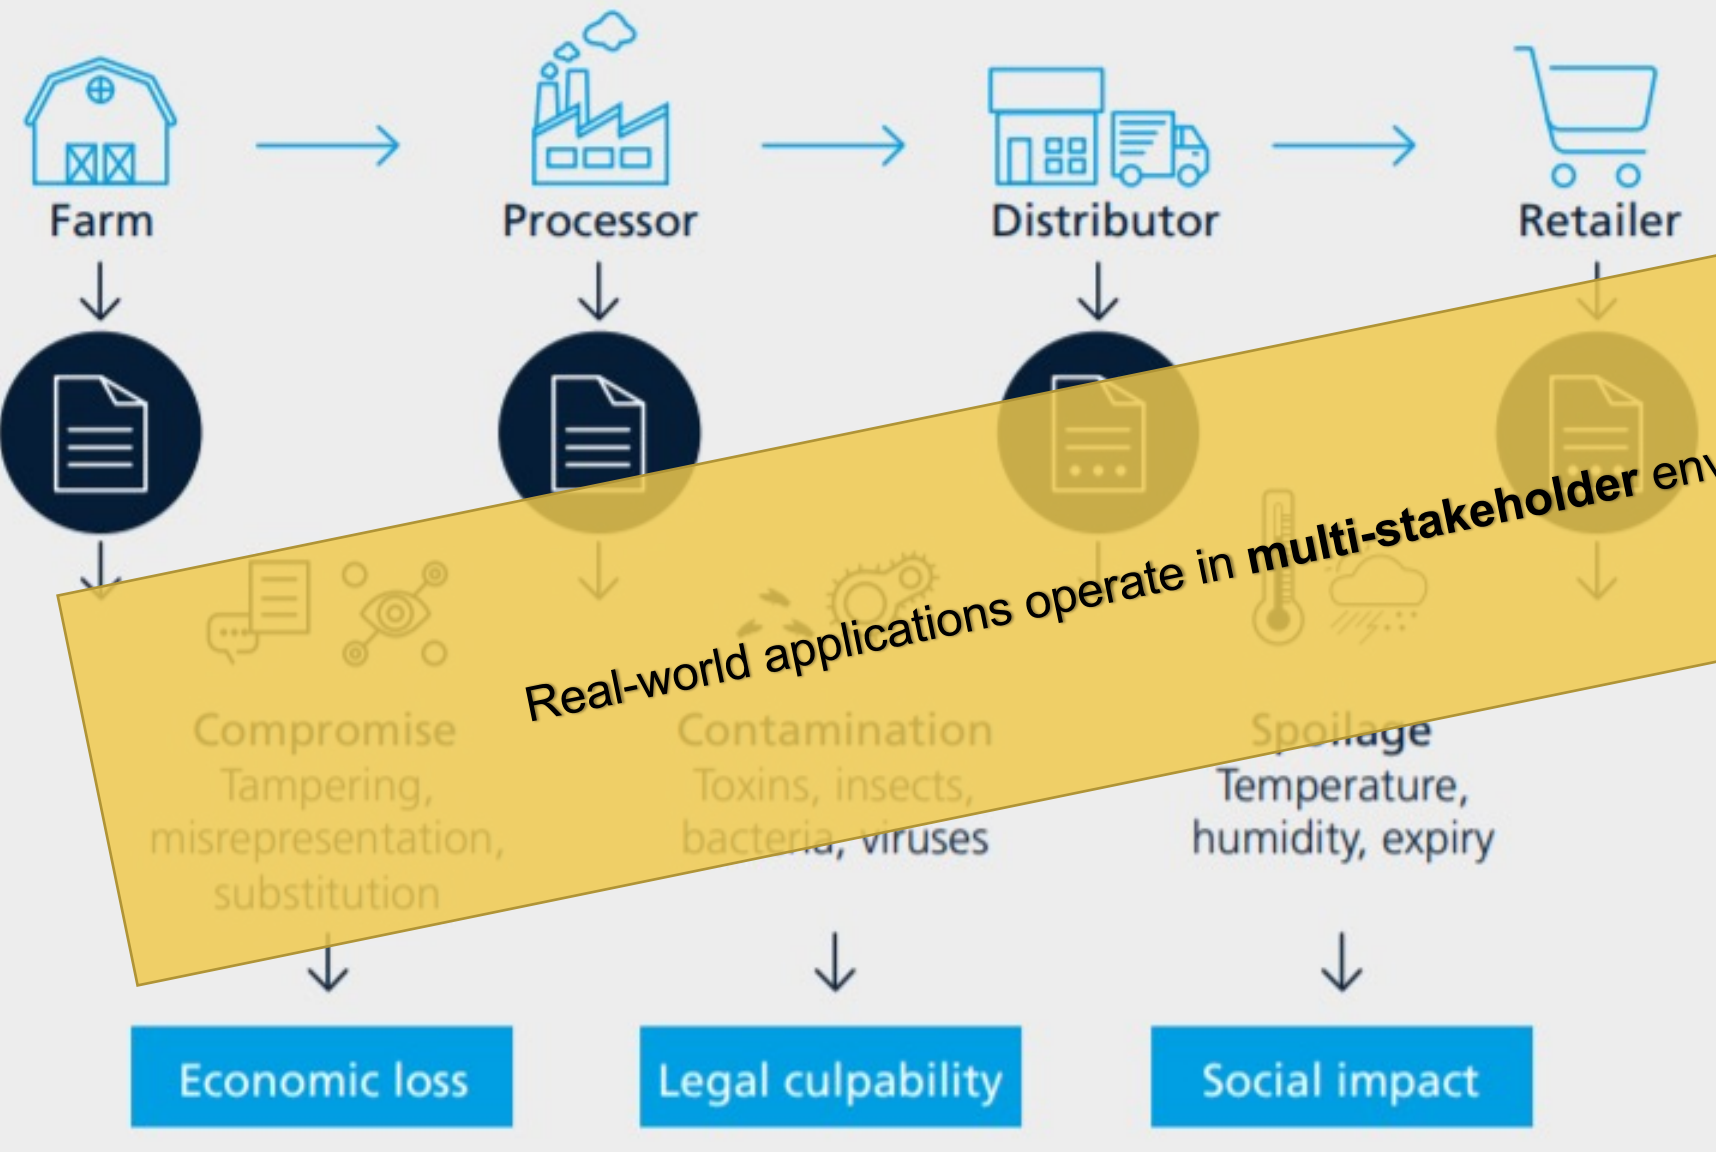 Farm
Processor
Distributor
Retailer
Real-world applications operate in multi-stakeholder env
Compromise
Tampering,
misrepresentation,
substitution
Contamination
Toxins, insects,
bacteria, viruses
Spoilage
Temperature,
humidity, expiry
Economic loss
Legal culpability
Social impact